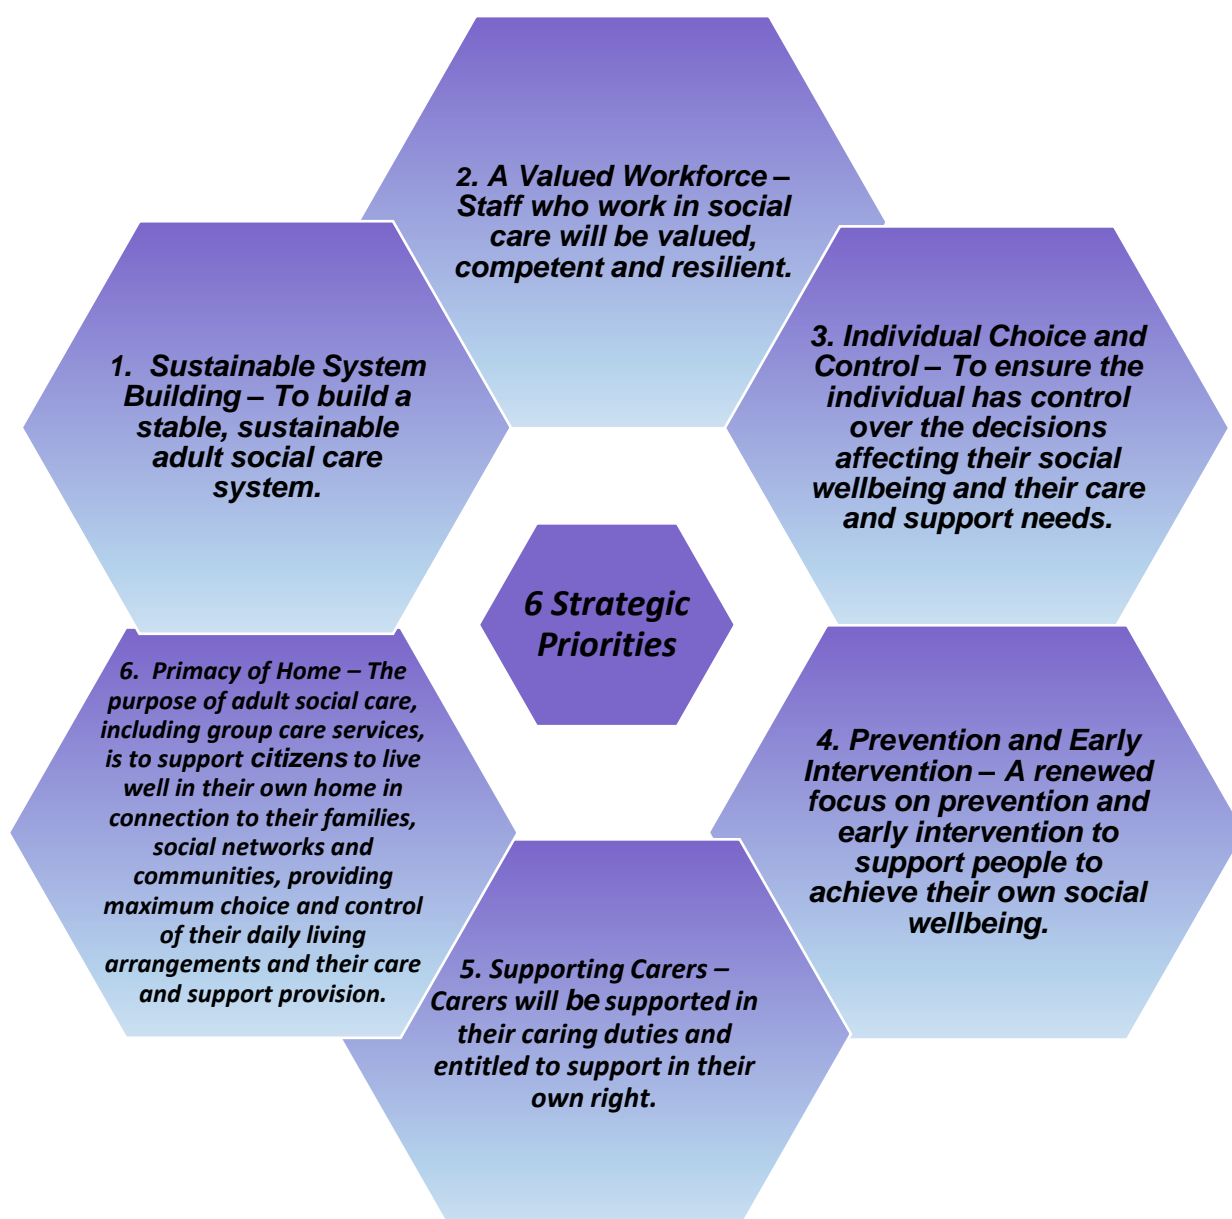 2. A Valued Workforce –
Staff who work in social
care will be valued,
competent and resilient.
1. Sustainable System
Building – To build a
stable, sustainable
adult social care
system.
3. Individual Choice and
Control – To ensure the
individual has control
over the decisions
affecting their social
wellbeing and their care
and support needs.
6 Strategic
Priorities
6. Primacy of Home – The
purpose of adult social care,
including group care services,
is to support citizens to live
well in their own home in
connection to their families,
social networks and
communities, providing
maximum choice and control
of their daily living
arrangements and their care
and support provision.
4. Prevention and Early
Intervention – A renewed
focus on prevention and
early intervention to
support people to
achieve their own social
wellbeing.
5. Supporting Carers –
Carers will be supported in
their caring duties and
entitled to support in their
own right.